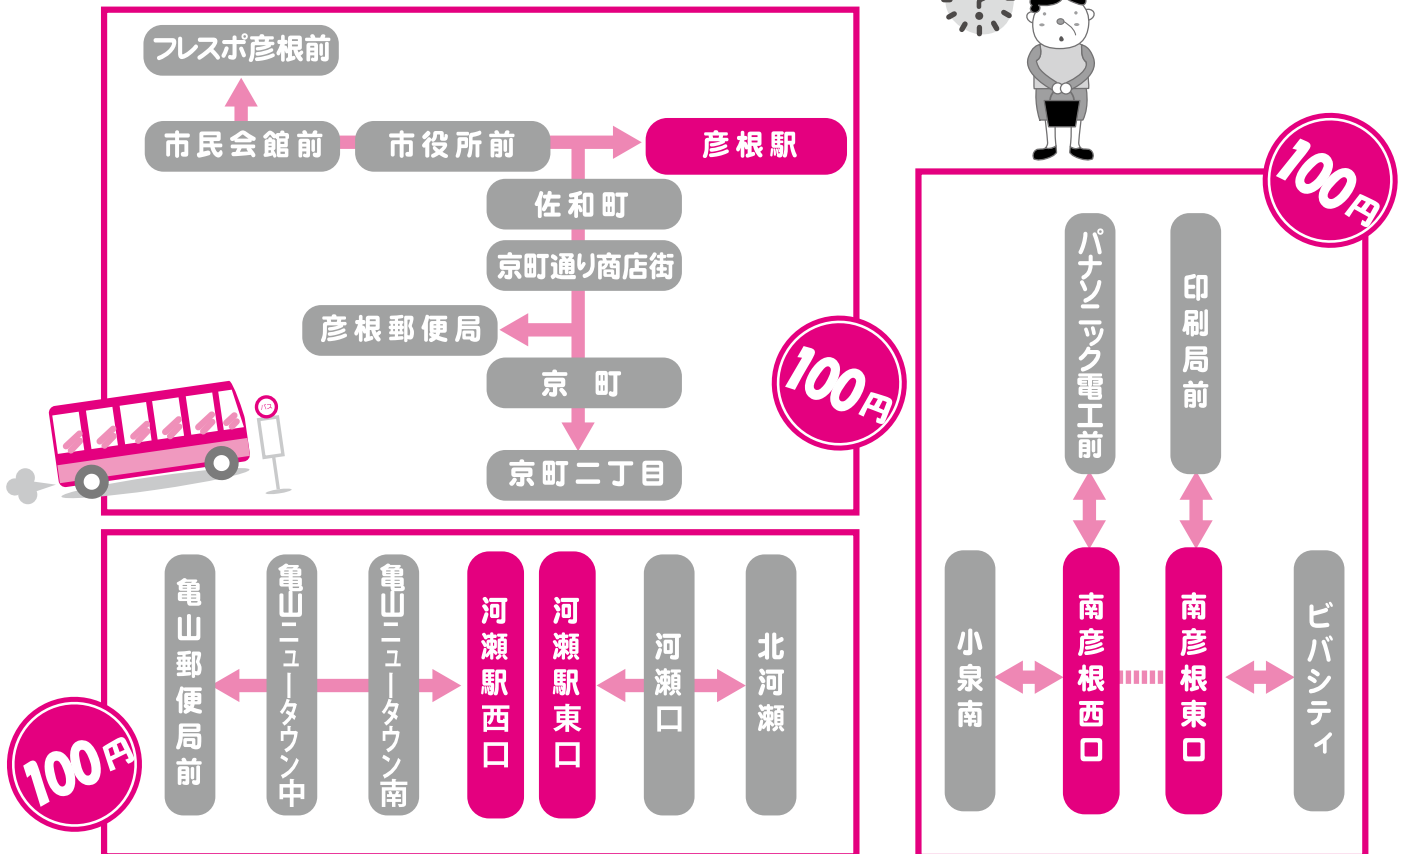 フレスポ彦根前
市民会館前
市役所前
彦根駅
佐和町
京町通り商店街
彦根郵便局
京町
京町二丁目
100円
バス
亀山郵便局前
亀山ニュータウン中
亀山ニュータウン南
河瀬駅西口
河瀬駅東口
河瀬口
北河瀬
100円
100円
パナソニック電工前
印刷局前
小泉南
南彦根西口
南彦根東口
ビバシティ